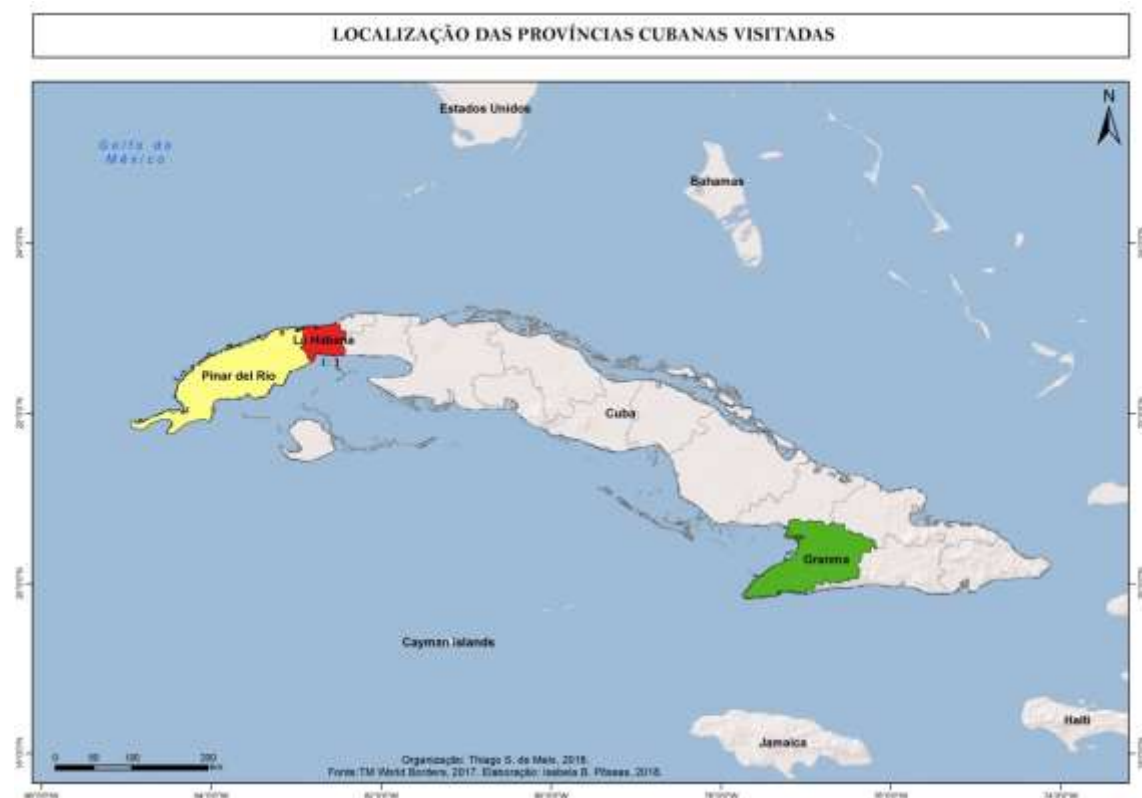 LOCALIZAÇÃO DAS PROVÍNCIAS CUBANAS VISITADAS
N
Estados Unidos
Golfo de
México
Bahamas
La Habana
Pinar del Río
Cuba
Granma
Cayman Islands
Haiti
Jamaica
0 50 100 200
Organização: Thiago S. de Melo, 2018.
Fonte:TM World Borders, 2017. Elaboração: Isabela B. 2018.